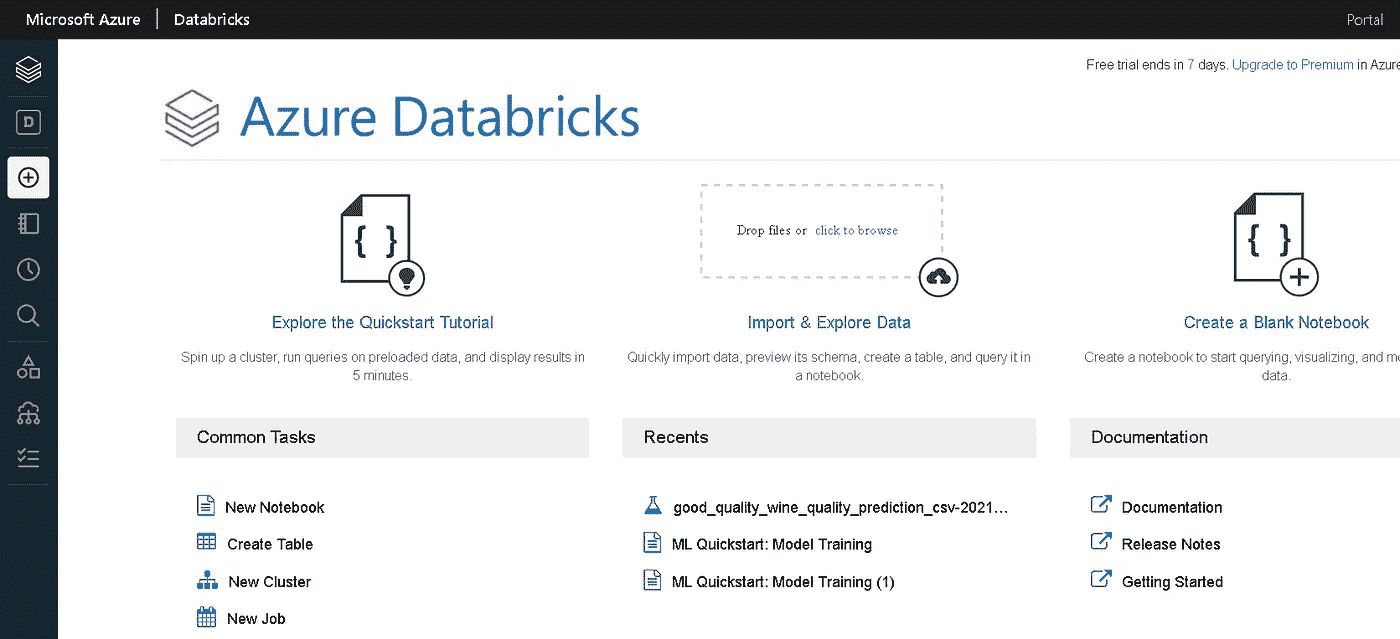 Microsoft Azure | Databricks
Portal
Free trial ends in 7 days. Upgrade to Premium in Azure
D
Azure Databricks
{ }
Drop files or click to browse
{ }
Explore the Quickstart Tutorial
Spin up a cluster, run queries on preloaded data, and display results in
5 minutes.
Import & Explore Data
Quickly import data, preview its schema, create a table, and query it in
a notebook.
Create a Blank Notebook
Create a notebook to start querying, visualizing, and
data.
Common Tasks
New Notebook
Create Table
New Cluster
New Job
Recents
good_quality_wine_quality_prediction_csv-2021...
ML Quickstart: Model Training
ML Quickstart: Model Training (1)
Documentation
Documentation
Release Notes
Getting Started